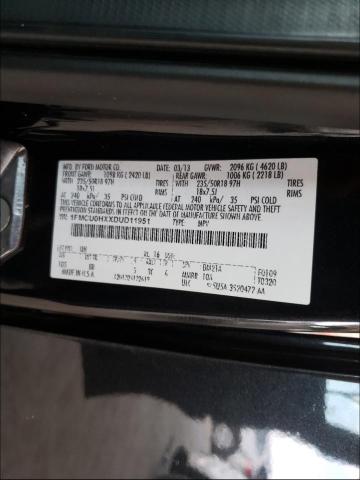 MFD. BY FORD MOTOR CO.
DATE: 03/13 GVWR: 2096 KG ( 4620 LB)
FRONT GAWR: 1098 KG ( 2420 LB) REAR GAWR: 1006 KG ( 2218 LB)
WITH 235/50R18 97H TIRES WITH 235/50R18 97H TIRES
18x7.5J RIMS 18x7.5J RIMS
AT 240 kPa/ 35 PSI COLD AT 240 kPa/ 35 PSI COLD
THIS VEHICLE CONFORMS TO ALL APPLICABLE FEDERAL MOTOR VEHICLE SAFETY AND THEFT
PREVENTION STANDARDS IN EFFECT ON THE DATE OF MANUFACTURE SHOWN ABOVE.
VIN: 1FMCU0HXXDUD11951 TYPE: MPV
UH
F0109
T0320
MADE IN U.S.A.